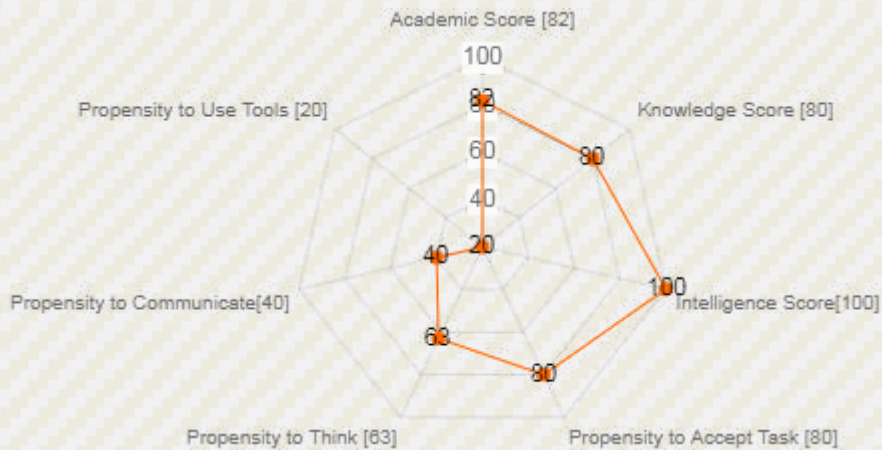 Academic Score [82]
100
Propensity to Use Tools [20]
82
Knowledge Score [80]
60
80
40
20
40
100
Propensity to Communicate[40]
Intelligence Score[100]
63
80
Propensity to Think [63]
Propensity to Accept Task [80]